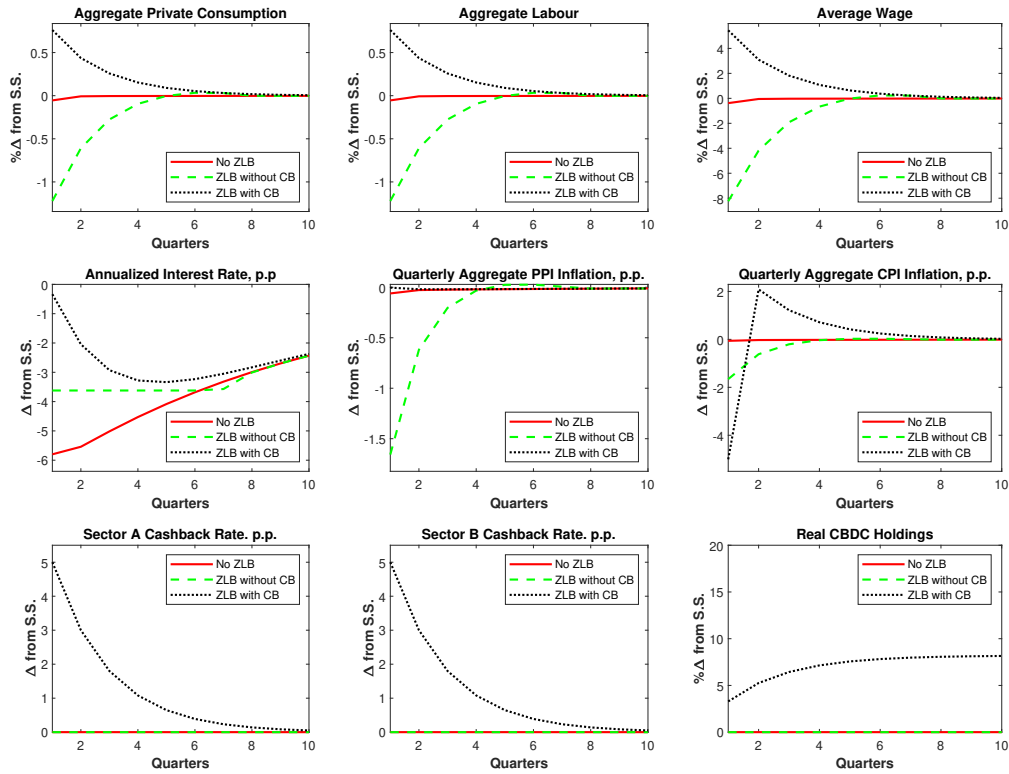 Aggregate Private Consumption
%Δ from S.S.
0.5
0
-0.5
-1
No ZLB
ZLB without CB
ZLB with CB
2 4 6 8 10
Quarters
Aggregate Labour
%Δ from S.S.
0.5
0
-0.5
-1
No ZLB
ZLB without CB
ZLB with CB
2 4 6 8 10
Quarters
Average Wage
%Δ from S.S.
4
2
0
-2
-4
-6
-8
No ZLB
ZLB without CB
ZLB with CB
2 4 6 8 10
Quarters
Annualized Interest Rate, p.p
Δ from S.S.
0
-1
-2
-3
-4
-5
-6
No ZLB
ZLB without CB
ZLB with CB
2 4 6 8 10
Quarters
Quarterly Aggregate PPI Inflation, p.p.
Δ from S.S.
0
-0.5
-1
-1.5
No ZLB
ZLB without CB
ZLB with CB
2 4 6 8 10
Quarters
Quarterly Aggregate CPI Inflation, p.p.
Δ from S.S.
2
0
-2
-4
No ZLB
ZLB without CB
ZLB with CB
2 4 6 8 10
Quarters
Sector A Cashback Rate. p.p.
Δ from S.S.
5
4
3
2
1
0
No ZLB
ZLB without CB
ZLB with CB
2 4 6 8 10
Quarters
Sector B Cashback Rate. p.p.
Δ from S.S.
5
4
3
2
1
0
No ZLB
ZLB without CB
ZLB with CB
2 4 6 8 10
Quarters
Real CBDC Holdings
%Δ from S.S.
20
15
10
5
0
No ZLB
ZLB without CB
ZLB with CB
2 4 6 8 10
Quarters